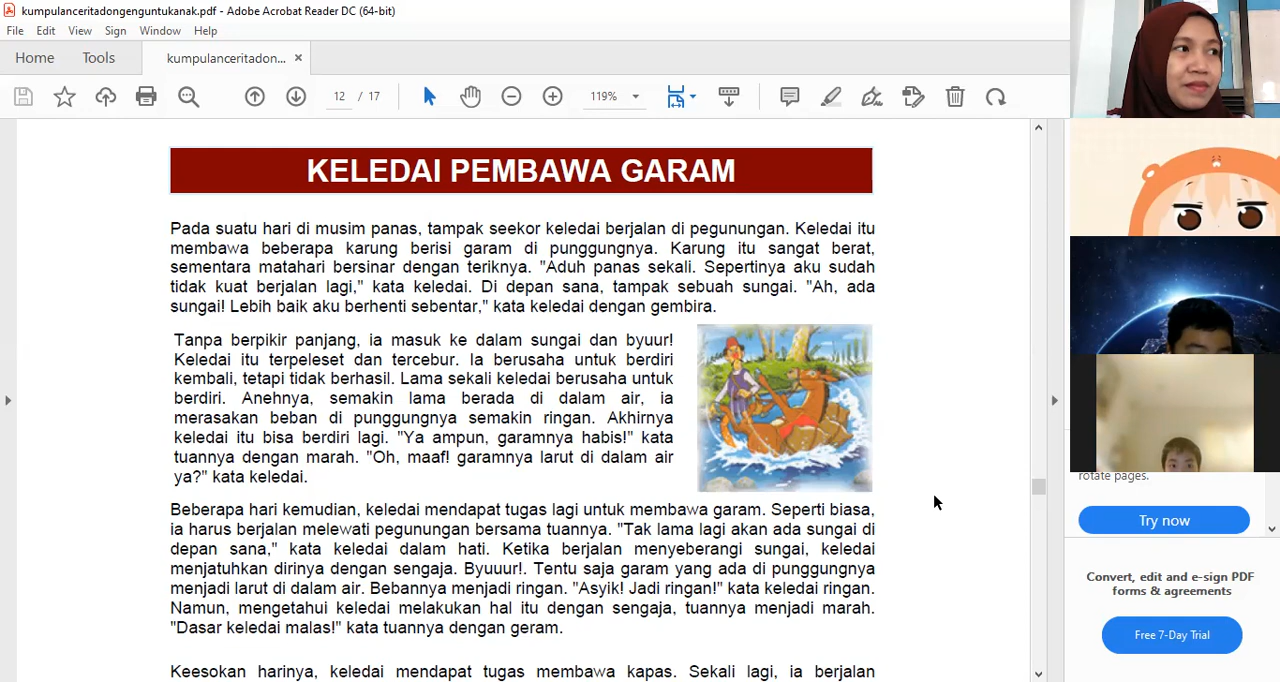 kumpulanceritadongenguntukanak.pdf - Adobe Acrobat Reader DC (64-bit)
File Edit View Sign Window Help
Home Tools kumpulanceritadon... ×
12 / 17 119%
KELEDAI PEMBAWA GARAM
Pada suatu hari di musim panas, tampak seekor keledai berjalan di pegunungan. Keledai itu
membawa beberapa karung berisi garam di punggungnya. Karung itu sangat berat,
sementara matahari bersinar dengan teriknya. "Aduh panas sekali. Sepertinya aku sudah
tidak kuat berjalan lagi," kata keledai. Di depan sana, tampak sebuah sungai. "Ah, ada
sungai! Lebih baik aku berhenti sebentar," kata keledai dengan gembira.
Tanpa berpikir panjang, ia masuk ke dalam sungai dan byuur!
Keledai itu terpeleset dan tercebur. Ia berusaha untuk berdiri
kembali, tetapi tidak berhasil. Lama sekali keledai berusaha untuk
berdiri. Anehnya, semakin lama berada di dalam air, ia
merasakan beban di punggungnya semakin ringan. Akhirnya
keledai itu bisa berdiri lagi. "Ya ampun, garamnya habis!" kata
tuannya dengan marah. "Oh, maaf! garamnya larut di dalam air
ya?" kata keledai.
Beberapa hari kemudian, keledai mendapat tugas lagi untuk membawa garam. Seperti biasa,
ia harus berjalan melewati pegunungan bersama tuannya. "Tak lama lagi akan ada sungai di
depan sana," kata keledai dalam hati. Ketika berjalan menyeberangi sungai, keledai
menjatuhkan dirinya dengan sengaja. Byuuur!. Tentu saja garam yang ada di punggungnya
menjadi larut di dalam air. Bebannya menjadi ringan. "Asyik! Jadi ringan!" kata keledai ringan.
Namun, mengetahui keledai melakukan hal itu dengan sengaja, tuannya menjadi marah.
"Dasar keledai malas!" kata tuannya dengan geram.
Keesokan harinya, keledai mendapat tugas membawa kapas. Sekali lagi, ia berjalan
rotate pages.
Try now
Convert, edit and e-sign PDF
forms & agreements
Free 7-Day Trial